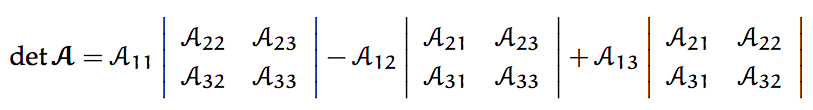 det 𝓐 = 𝒜₁₁ | 𝒜₂₂ 𝒜₂₃ | − 𝒜₁₂ | 𝒜₂₁ 𝒜₂₃ | + 𝒜₁₃ | 𝒜₂₁ 𝒜₂₂ |
| 𝒜₃₂ 𝒜₃₃ | | 𝒜₃₁ 𝒜₃₃ | | 𝒜₃₁ 𝒜₃₂ |